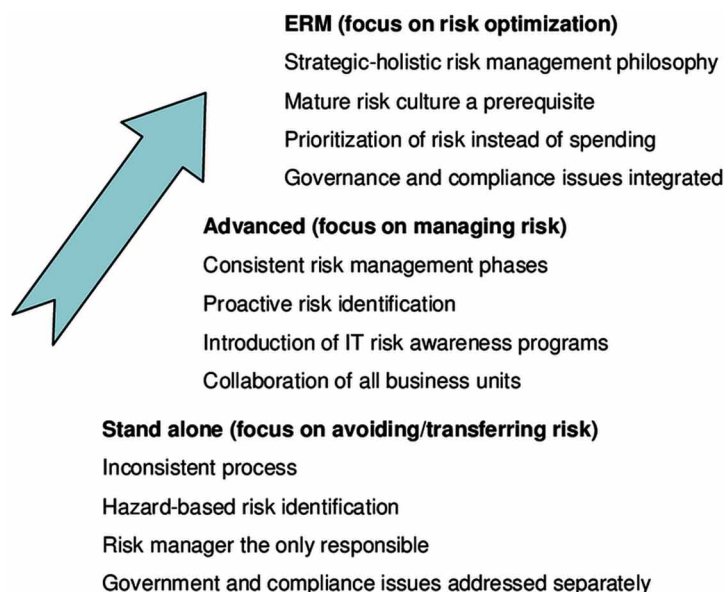 ERM (focus on risk optimization)
Strategic-holistic risk management philosophy
Mature risk culture a prerequisite
Prioritization of risk instead of spending
Governance and compliance issues integrated
Advanced (focus on managing risk)
Consistent risk management phases
Proactive risk identification
Introduction of IT risk awareness programs
Collaboration of all business units
Stand alone (focus on avoiding/transferring risk)
Inconsistent process
Hazard-based risk identification
Risk manager the only responsible
Government and compliance issues addressed separately